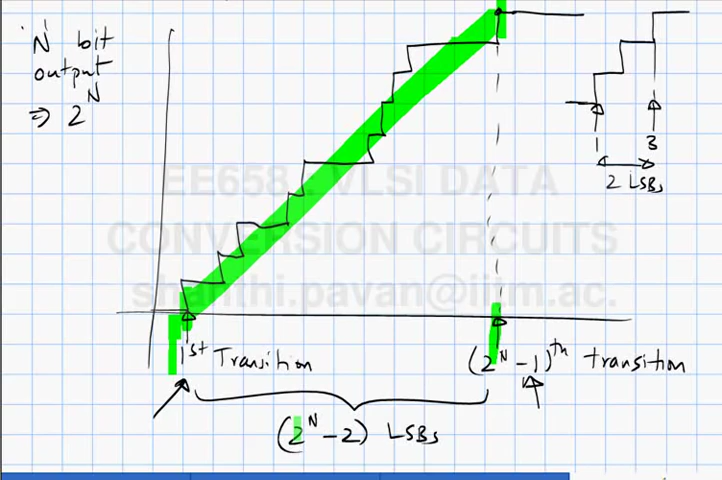 N bit
output
⇒ 2^N
1
3
2 LSBs
EE658 : VLSI DATA
CONVERSION CIRCUITS
shanthi.pavan@iitm.ac.
1st Transition
(2^N - 1)^th transition
(2^N - 2) LSBs